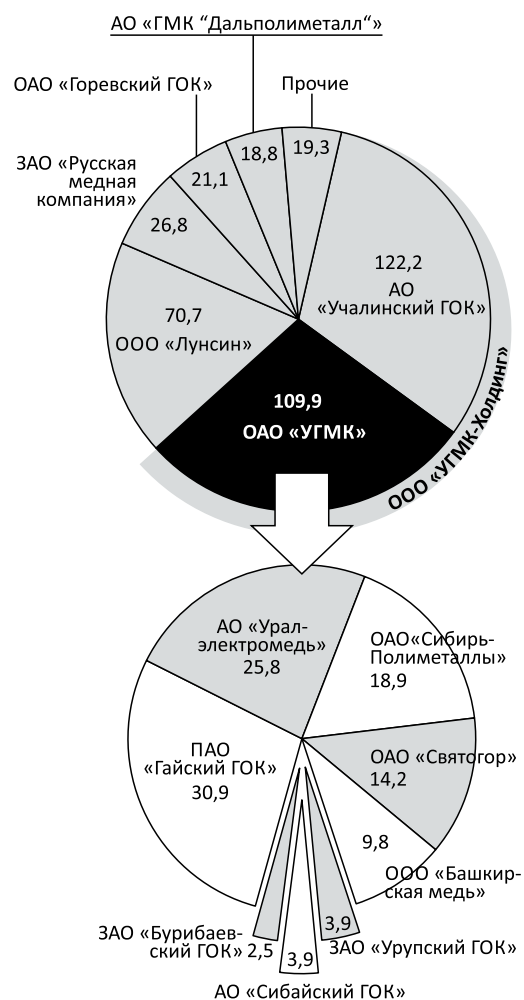 АО «ГМК “Дальполиметалл“»
ОАО «Горевский ГОК»
Прочие
ЗАО «Русская
медная
компания»
18,8
19,3
21,1
26,8
122,2
АО
«Учалинский ГОК»
70,7
ООО «Лунсин»
109,9
ОАО «УГМК»
ООО «УГМК-Холдинг»
АО «Урал-
электромедь»
25,8
ОАО«Сибирь-
Полиметаллы»
18,9
ПАО
«Гайский ГОК»
30,9
ОАО «Святогор»
14,2
9,8
ООО «Башкир-
ская медь»
ЗАО «Бурибаев-
ский ГОК»
2,5
3,9
ЗАО «Урупский ГОК»
3,9
АО «Сибайский ГОК»